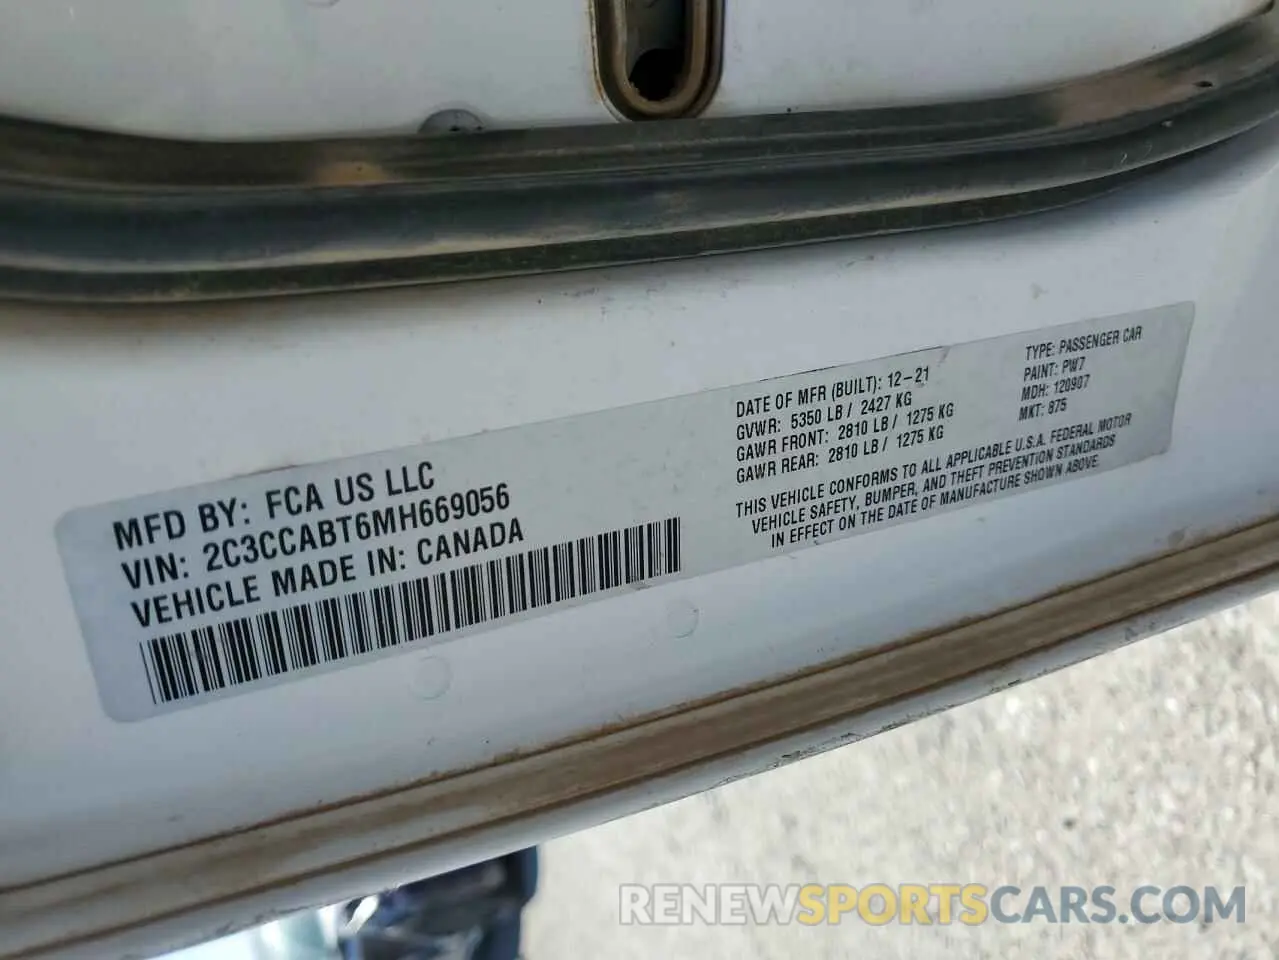 MFD BY: FCA US LLC
VIN: 2C3CCABT6MH669056
VEHICLE MADE IN: CANADA
DATE OF MFR (BUILT): 12-21
GVWR: 5350 LB / 2427 KG
GAWR FRONT: 2810 LB / 1275 KG
GAWR REAR: 2810 LB / 1275 KG
TYPE: PASSENGER CAR
PAINT: PW7
MDH: 120907
MKT: 875
THIS VEHICLE CONFORMS TO ALL APPLICABLE U.S.A. FEDERAL MOTOR
VEHICLE SAFETY, BUMPER, AND THEFT PREVENTION STANDARDS
IN EFFECT ON THE DATE OF MANUFACTURE SHOWN ABOVE.
RENEWSPORTSCARS.COM